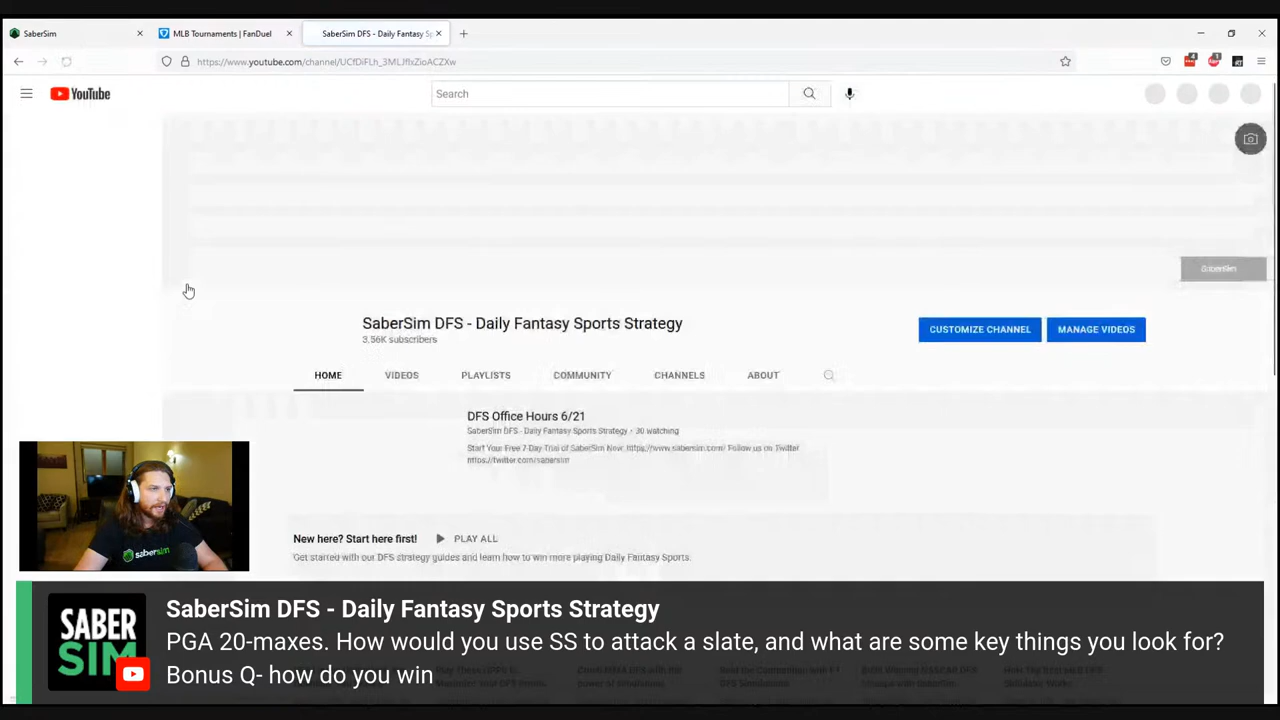 SaberSim
MLB Tournaments | FanDuel
SaberSim DFS - Daily Fantasy Sp
YouTube
Search
SaberSim
SaberSim DFS - Daily Fantasy Sports Strategy
3.56K subscribers
CUSTOMIZE CHANNEL
MANAGE VIDEOS
HOME
VIDEOS
PLAYLISTS
COMMUNITY
CHANNELS
ABOUT
DFS Office Hours 6/21
SaberSim DFS - Daily Fantasy Sports Strategy • 30 watching
Start Your Free 7-Day Trial of SaberSim Now: https://www.sabersim.com/ Follow us on Twitter
https://twitter.com/sabersim
New here? Start here first!
PLAY ALL
Get started with our DFS strategy guides and learn how to win more playing Daily Fantasy Sports.
sabersim
SABER
SIM
SaberSim DFS - Daily Fantasy Sports Strategy
PGA 20-maxes. How would you use SS to attack a slate, and what are some key things you look for?
Bonus Q- how do you win